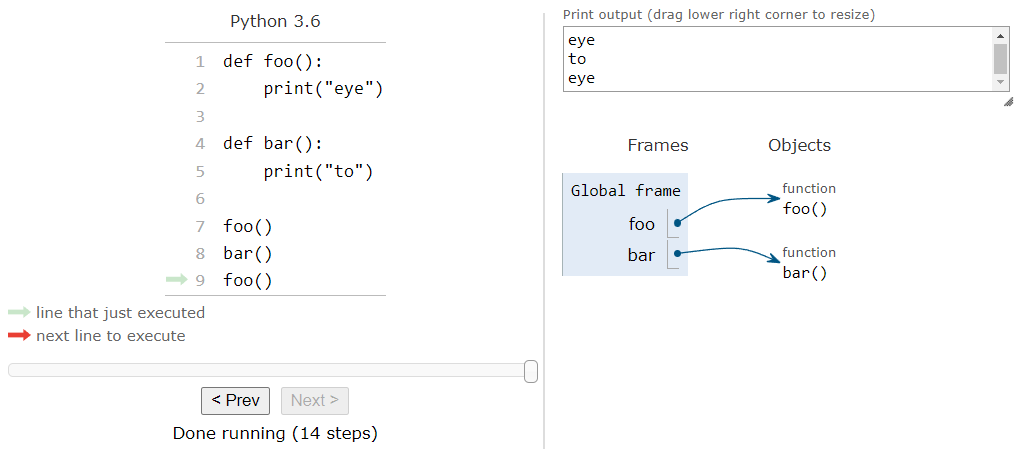 Python 3.6
1 def foo():
2     print("eye")
3
4 def bar():
5     print("to")
6
7 foo()
8 bar()
9 foo()
line that just executed
next line to execute
< Prev Next >
Done running (14 steps)
Print output (drag lower right corner to resize)
eye
to
eye
Frames Objects
Global frame
foo
bar
function
foo()
function
bar()